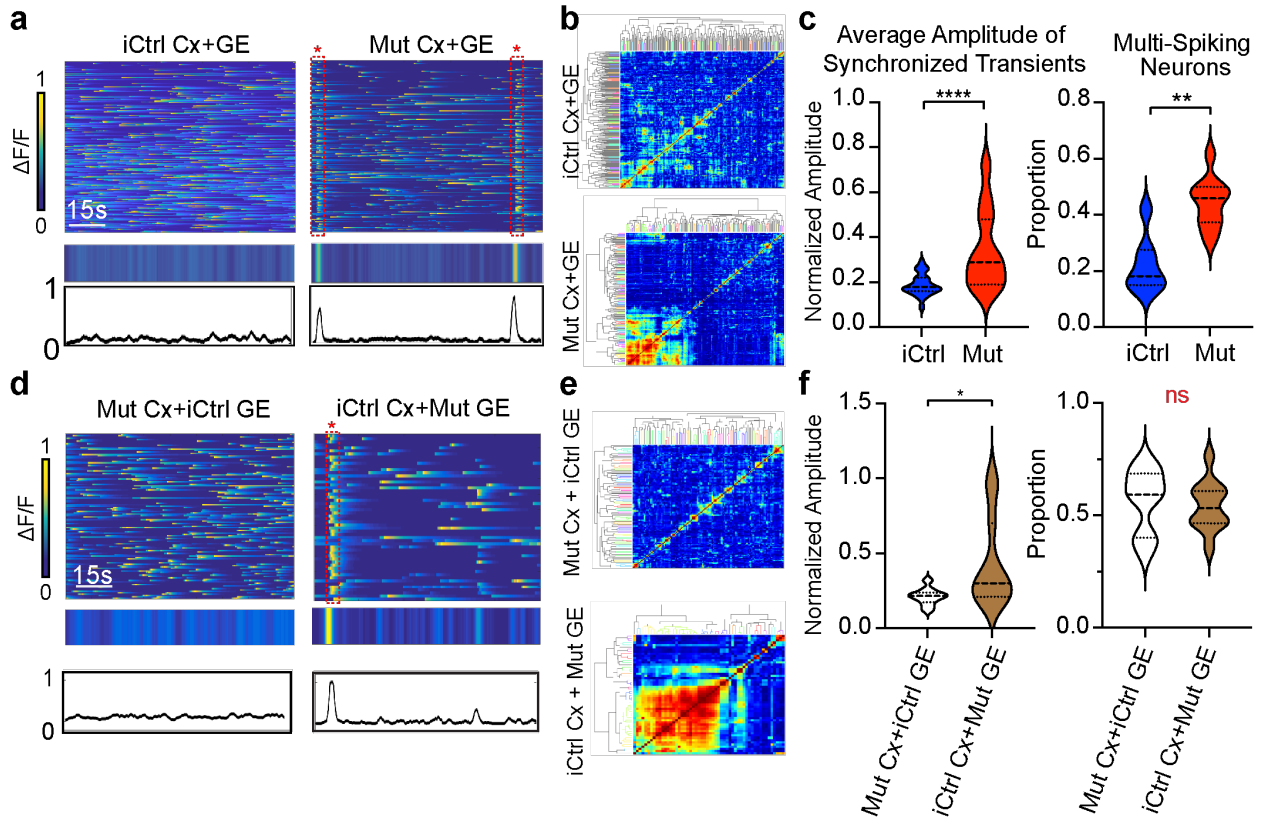 a
iCtrl Cx+GE
Mut Cx+GE
*
*
1
ΔF/F
0
15s
1
0
b
iCtrl Cx+GE
Mut Cx+GE
c
Average Amplitude of
Synchronized Transients
Multi-Spiking
Neurons
****
**
Normalized Amplitude
1.0
0.8
0.6
0.4
0.2
0.0
iCtrl
Mut
Proportion
0.8
0.6
0.4
0.2
0.0
iCtrl
Mut
d
Mut Cx+iCtrl GE
iCtrl Cx+Mut GE
*
1
ΔF/F
0
15s
1
0
e
Mut Cx + iCtrl GE
iCtrl Cx + Mut GE
f
*
ns
Normalized Amplitude
1.5
1.0
0.5
0.0
Mut Cx+iCtrl GE
iCtrl Cx+Mut GE
Proportion
1.0
0.5
0.0
Mut Cx+iCtrl GE
iCtrl Cx+Mut GE